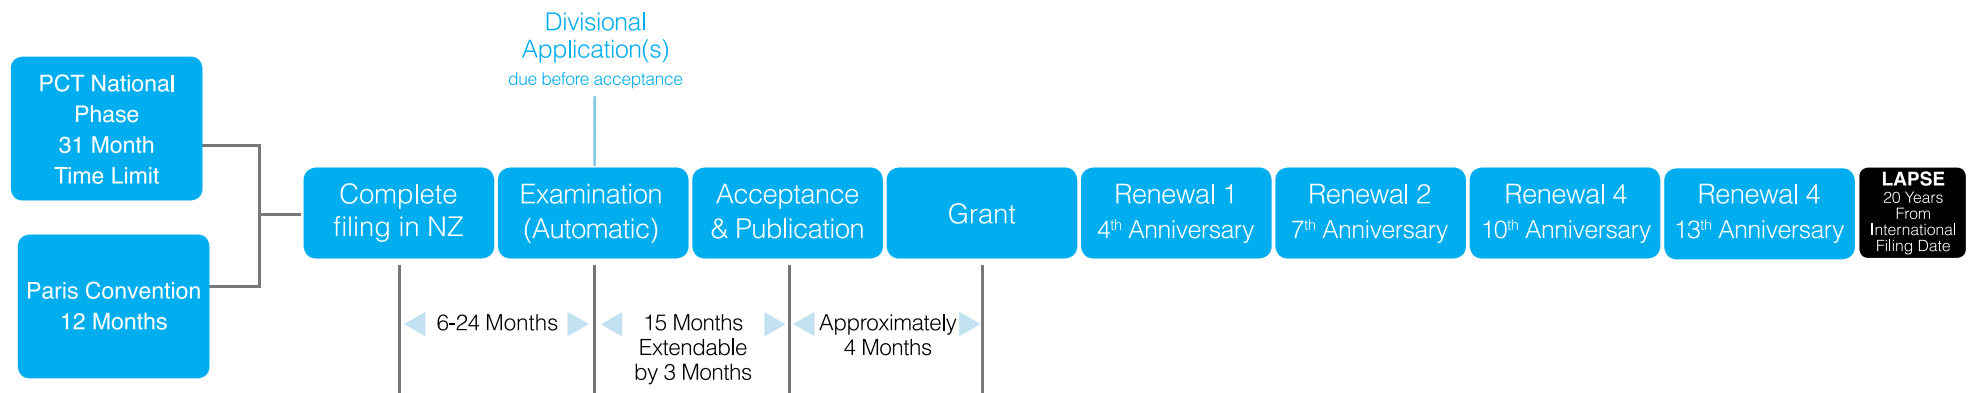 Divisional
Application(s)
due before acceptance
PCT National
Phase
31 Month
Time Limit
Paris Convention
12 Months
Complete
filing in NZ
Examination
(Automatic)
Acceptance
& Publication
Grant
Renewal 1
4th Anniversary
Renewal 2
7th Anniversary
Renewal 4
10th Anniversary
Renewal 4
13th Anniversary
LAPSE
20 Years
From
International
Filing Date
6-24 Months
15 Months
Extendable
by 3 Months
Approximately
4 Months